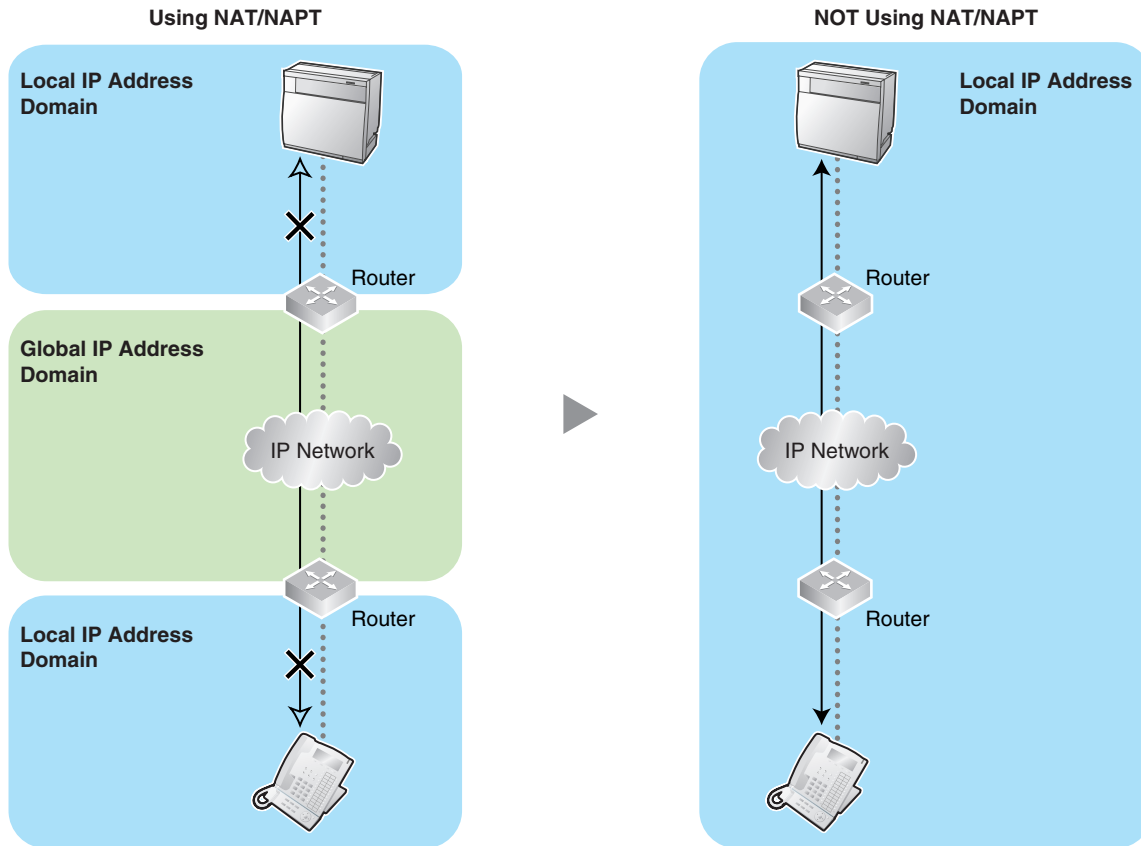 Using NAT/NAPT
Local IP Address
Domain
Router
Global IP Address
Domain
IP Network
Router
Local IP Address
Domain
NOT Using NAT/NAPT
Local IP Address
Domain
Router
IP Network
Router